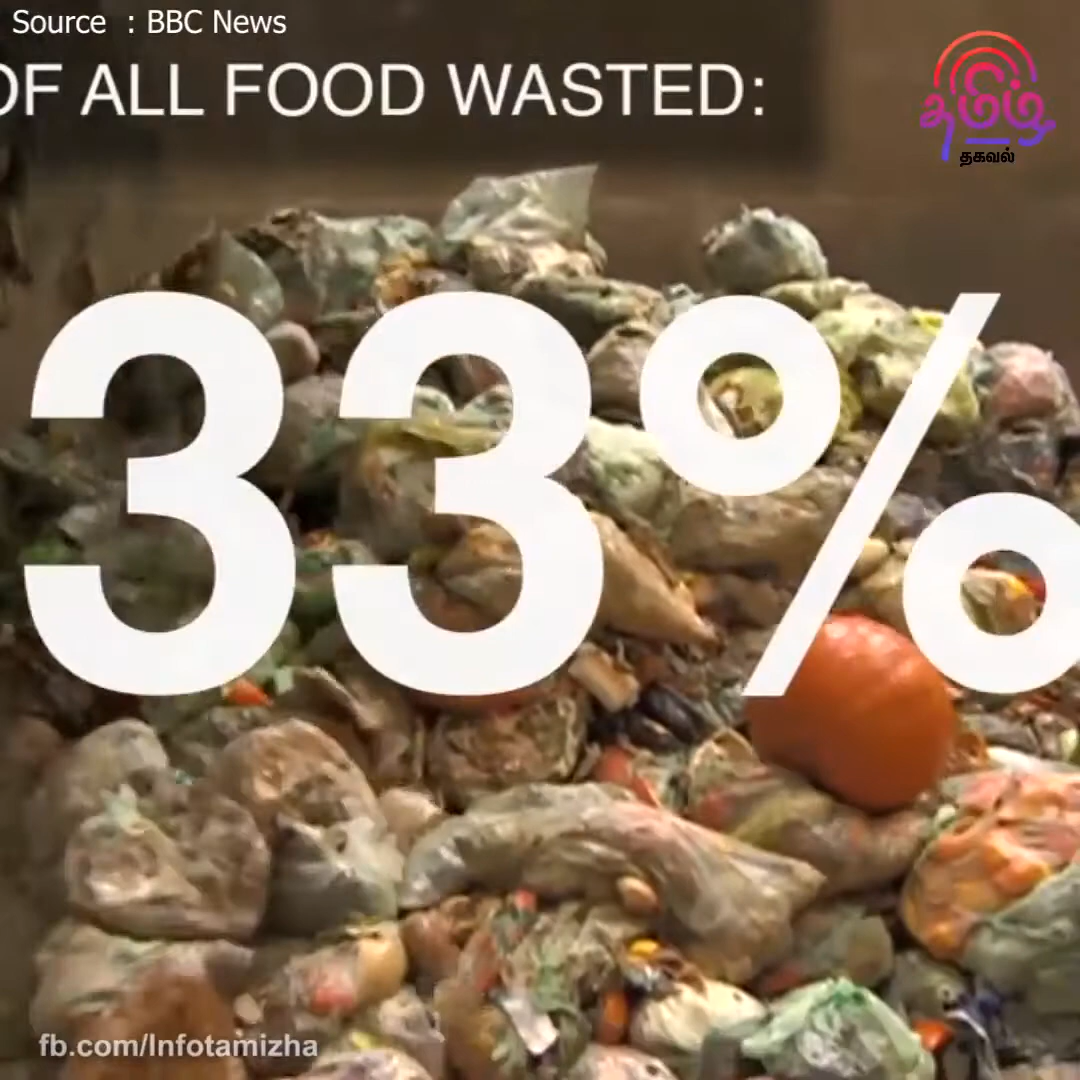 Source : BBC News
OF ALL FOOD WASTED:
தமிழ்
தகவல்
33%
fb.com/Infotamizha